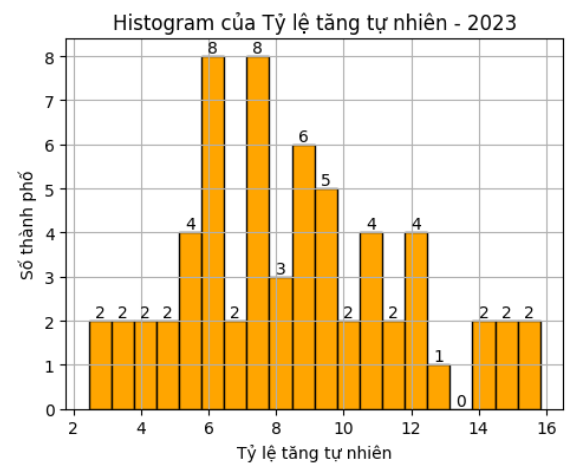 Histogram của Tỷ lệ tăng tự nhiên - 2023
8
7
6
5
4
3
2
1
0
Số thành phố
2 2 2 2 4 8 2 8 3 6 5 2 4 2 4 1 0 2 2 2
2 4 6 8 10 12 14 16
Tỷ lệ tăng tự nhiên